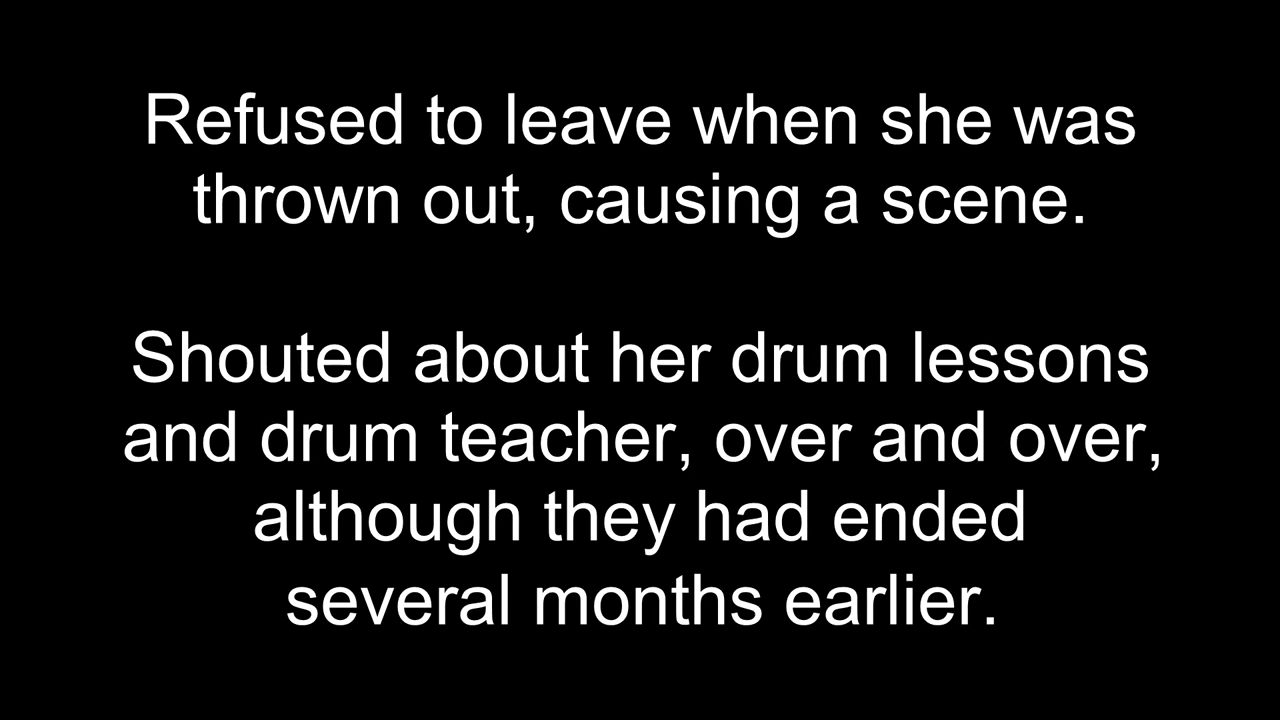 Refused to leave when she was
thrown out, causing a scene.
Shouted about her drum lessons
and drum teacher, over and over,
although they had ended
several months earlier.